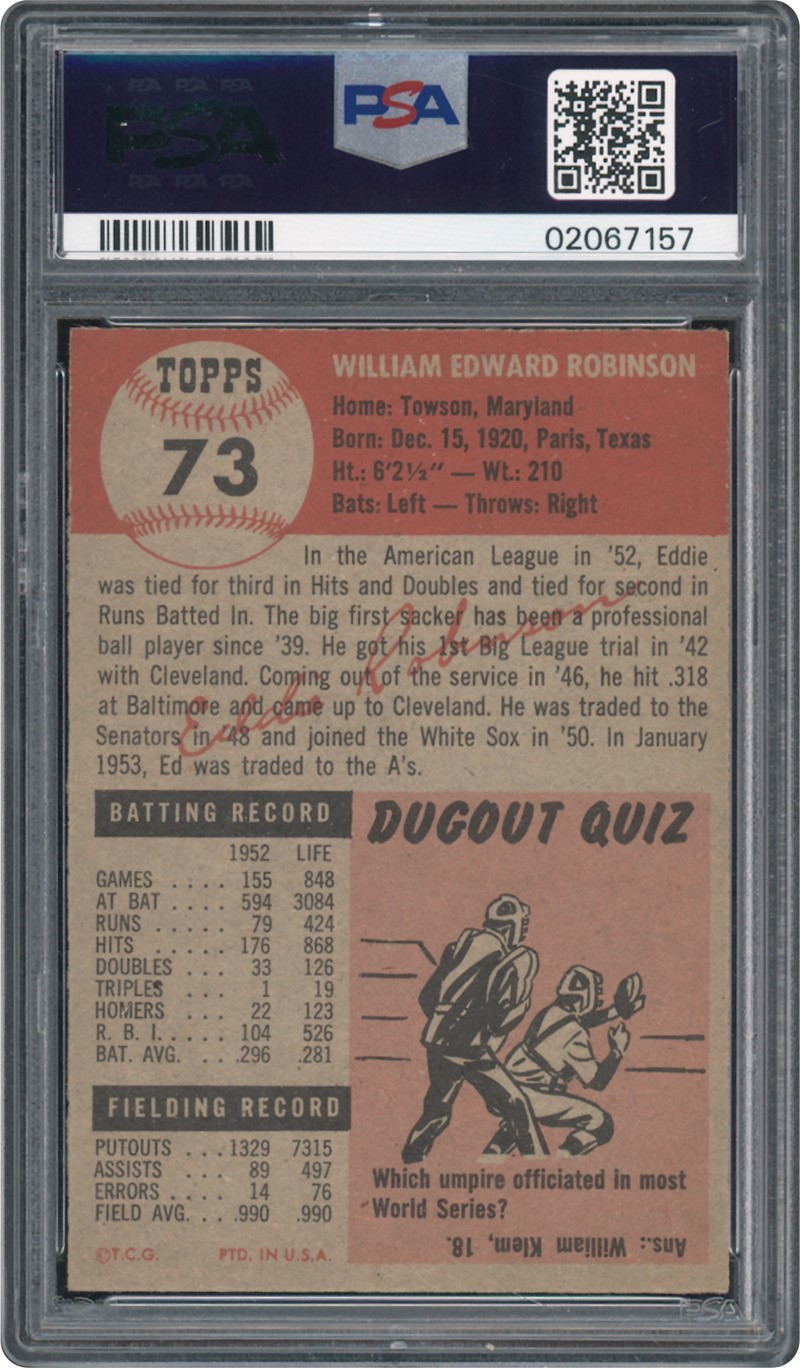 PSA PSA PSA
PSA
PSA PSA PSA
PSA
02067157
TOPPS
73
WILLIAM EDWARD ROBINSON
Home: Towson, Maryland
Born: Dec. 15, 1920, Paris, Texas
Ht.: 6'2½" — Wt.: 210
Bats: Left — Throws: Right
In the American League in '52, Eddie
was tied for third in Hits and Doubles and tied for second in
Runs Batted In. The big first sacker has been a professional
ball player since '39. He got his 1st Big League trial in '42
with Cleveland. Coming out of the service in '46, he hit .318
at Baltimore and came up to Cleveland. He was traded to the
Senators in '48 and joined the White Sox in '50. In January
1953, Ed was traded to the A's.
Eddie Robinson
BATTING RECORD
1952 LIFE
GAMES .... 155 848
AT BAT .... 594 3084
RUNS ..... 79 424
HITS ..... 176 868
DOUBLES ... 33 126
TRIPLES ... 1 19
HOMERS ... 22 123
R. B. I. .... 104 526
BAT. AVG. ... .296 .281
FIELDING RECORD
PUTOUTS ... 1329 7315
ASSISTS .... 89 497
ERRORS .... 14 76
FIELD AVG. ... .990 .990
©T.C.G. PTD. IN U.S.A.
DUGOUT QUIZ
Which umpire officiated in most
World Series?
Ans.: William Klem, 18.
PSA